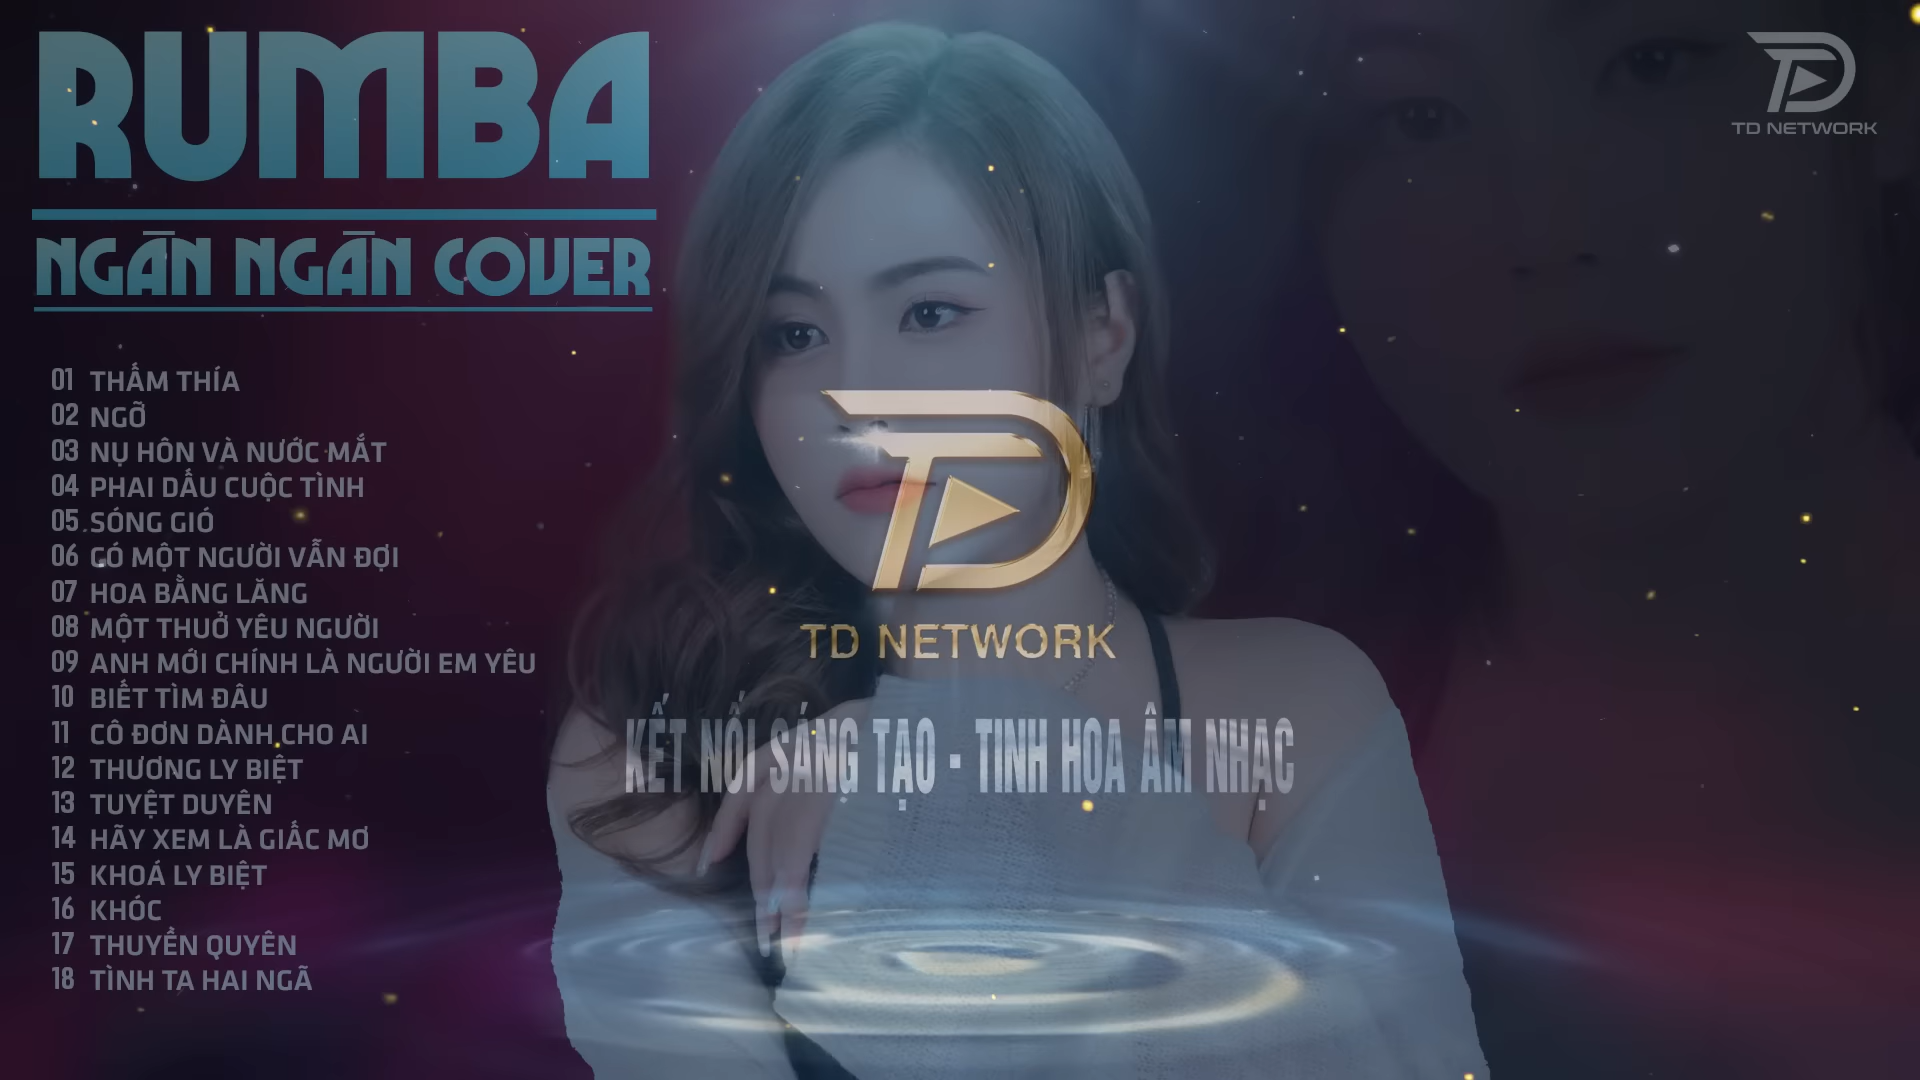 RUMBA
NGÂN NGÂN COVER
TD NETWORK
01 THẤM THÍA
02 NGỠ
03 NỤ HÔN VÀ NƯỚC MẮT
04 PHAI DẤU CUỘC TÌNH
05 SÓNG GIÓ
06 CÓ MỘT NGƯỜI VẪN ĐỢI
07 HOA BẰNG LĂNG
08 MỘT THUỞ YÊU NGƯỜI
09 ANH MỚI CHÍNH LÀ NGƯỜI EM YÊU
10 BIẾT TÌM ĐÂU
11 CÔ ĐƠN DÀNH CHO AI
12 THƯƠNG LY BIỆT
13 TUYỆT DUYÊN
14 HÃY XEM LÀ GIẤC MƠ
15 KHOÁ LY BIỆT
16 KHÓC
17 THUYỀN QUYÊN
18 TÌNH TA HAI NGÃ
TD NETWORK
KẾT NỐI SÁNG TẠO - TINH HOA ÂM NHẠC